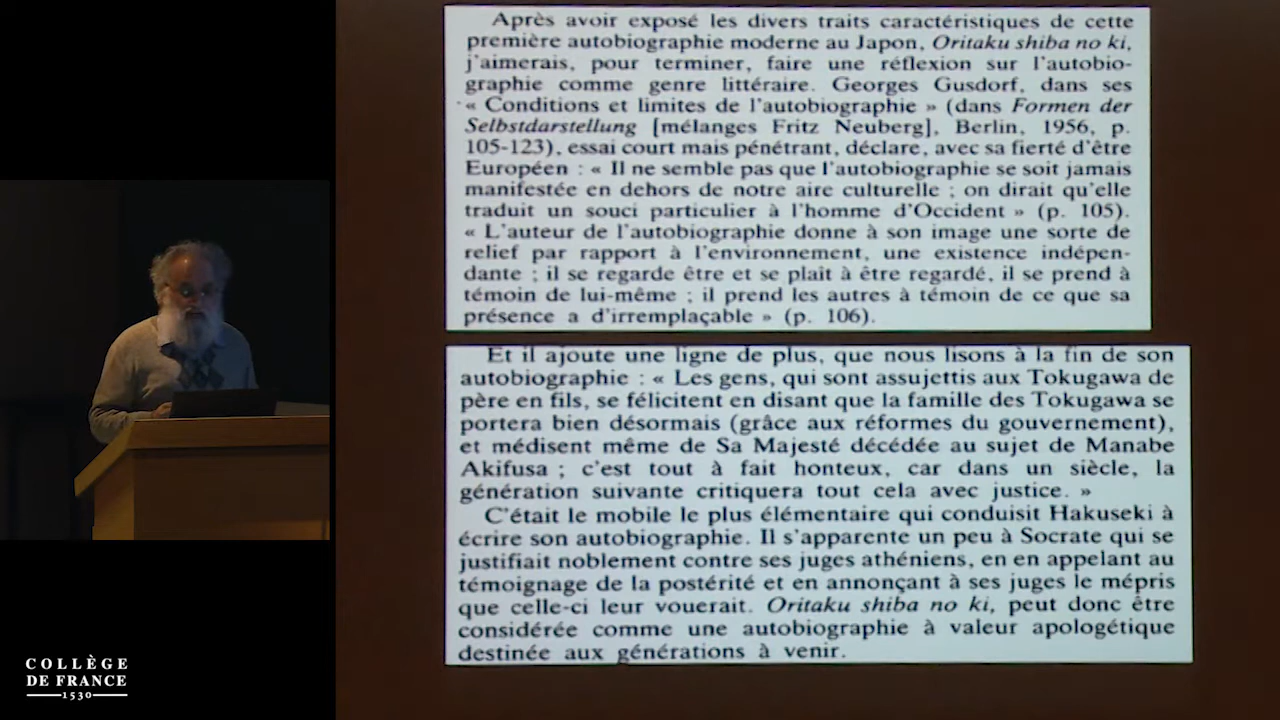 Après avoir exposé les divers traits caractéristiques de cette
première autobiographie moderne au Japon, Oritaku shiba no ki,
j'aimerais, pour terminer, faire une réflexion sur l'autobio-
graphie comme genre littéraire. Georges Gusdorf, dans ses
« Conditions et limites de l'autobiographie » (dans Formen der
Selbstdarstellung [mélanges Fritz Neuberg], Berlin, 1956, p.
105-123), essai court mais pénétrant, déclare, avec sa fierté d'être
Européen : « Il ne semble pas que l'autobiographie se soit jamais
manifestée en dehors de notre aire culturelle ; on dirait qu'elle
traduit un souci particulier à l'homme d'Occident » (p. 105).
« L'auteur de l'autobiographie donne à son image une sorte de
relief par rapport à l'environnement, une existence indépen-
dante ; il se regarde être et se plaît à être regardé, il se prend à
témoin de lui-même ; il prend les autres à témoin de ce que sa
présence a d'irremplaçable » (p. 106).
Et il ajoute une ligne de plus, que nous lisons à la fin de son
autobiographie : « Les gens, qui sont assujettis aux Tokugawa de
père en fils, se félicitent en disant que la famille des Tokugawa se
portera bien désormais (grâce aux réformes du gouvernement),
et médisent même de Sa Majesté décédée au sujet de Manabe
Akifusa ; c'est tout à fait honteux, car dans un siècle, la
génération suivante critiquera tout cela avec justice. »
C'était le mobile le plus élémentaire qui conduisit Hakuseki à
écrire son autobiographie. Il s'apparente un peu à Socrate qui se
justifiait noblement contre ses juges athéniens, en en appelant au
témoignage de la postérité et en annonçant à ses juges le mépris
que celle-ci leur vouerait. Oritaku shiba no ki, peut donc être
considérée comme une autobiographie à valeur apologétique
destinée aux générations à venir.
COLLÈGE
DE FRANCE
1530